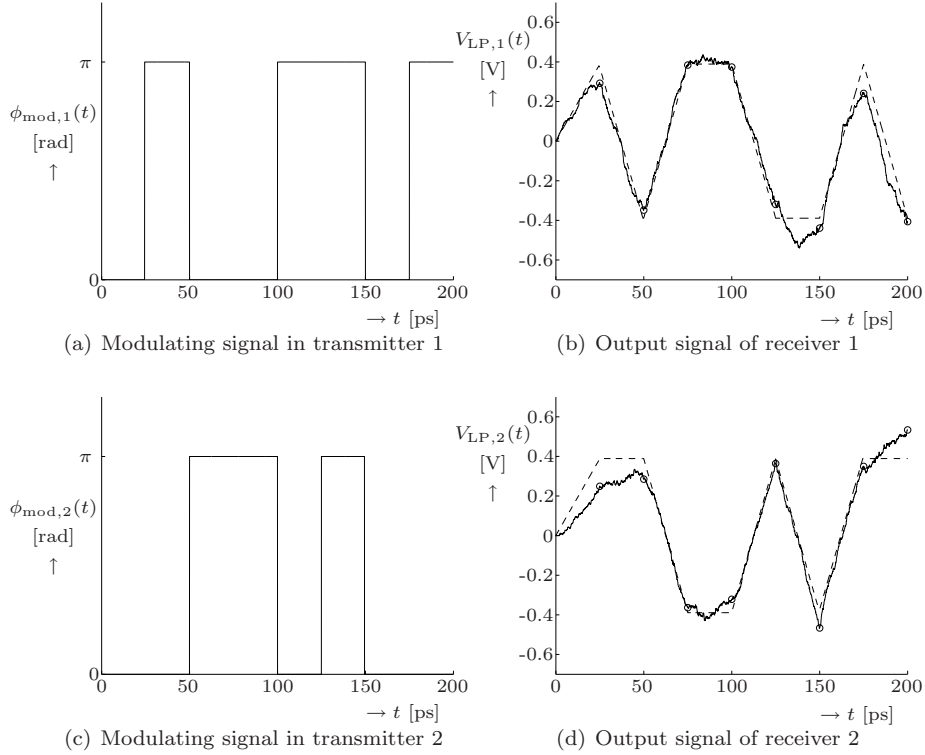 π
ϕmod,1(t)
[rad]
↑
0
0 50 100 150 200
→ t [ps]
(a) Modulating signal in transmitter 1
0.6
VLP,1(t)
0.4
[V]
↑
0.2
0
-0.2
-0.4
-0.6
0 50 100 150 200
→ t [ps]
(b) Output signal of receiver 1
π
ϕmod,2(t)
[rad]
↑
0
0 50 100 150 200
→ t [ps]
(c) Modulating signal in transmitter 2
0.6
VLP,2(t)
0.4
[V]
↑
0.2
0
-0.2
-0.4
-0.6
0 50 100 150 200
→ t [ps]
(d) Output signal of receiver 2